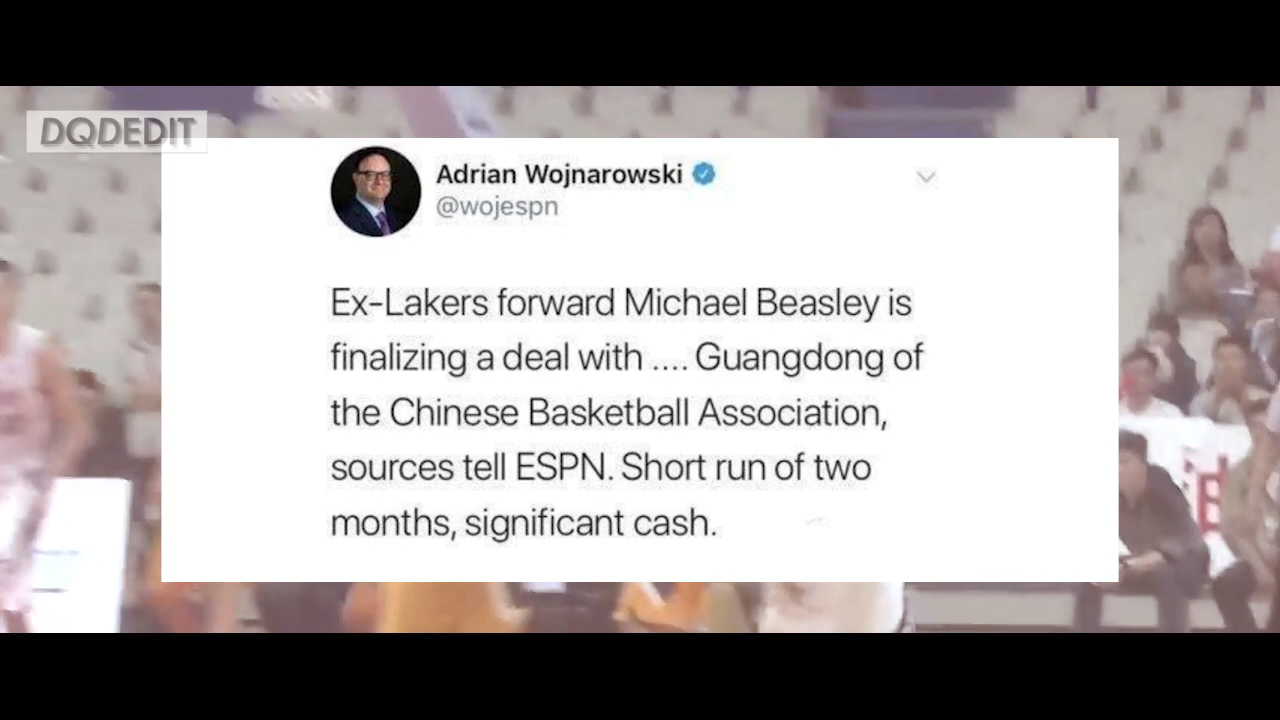 DQDEDIT
Adrian Wojnarowski
@wojespn
Ex-Lakers forward Michael Beasley is
finalizing a deal with .... Guangdong of
the Chinese Basketball Association,
sources tell ESPN. Short run of two
months, significant cash.